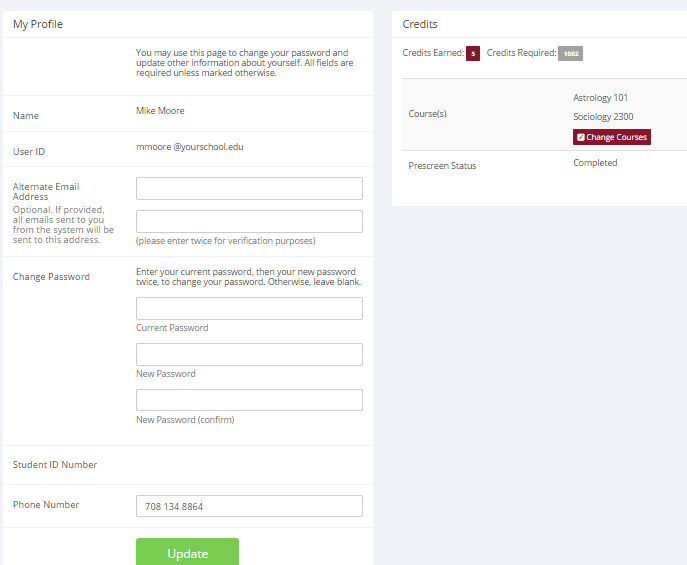 My Profile
You may use this page to change your password and
update other information about yourself. All fields are
required unless marked otherwise.
Name
Mike Moore
User ID
mmoore @yourschool.edu
Alternate Email
Address
Optional. If provided,
all emails sent to you
from the system will be
sent to this address.
(please enter twice for verification purposes)
Change Password
Enter your current password, then your new password
twice, to change your password. Otherwise, leave blank.
Current Password
New Password
New Password (confirm)
Student ID Number
Phone Number
708 134 8864
Update
Credits
Credits Earned: 5 Credits Required: 1002
Course(s)
Astrology 101
Sociology 2300
Change Courses
Prescreen Status
Completed